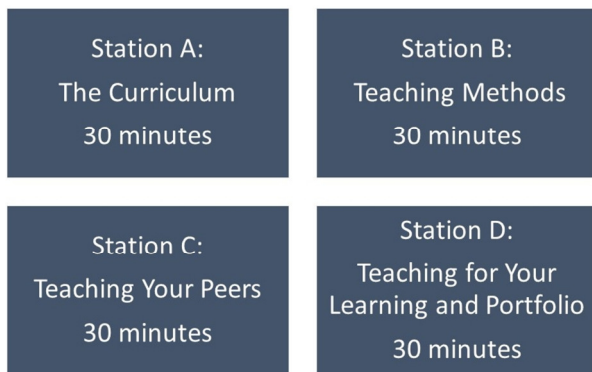 Station A:
The Curriculum
30 minutes
Station B:
Teaching Methods
30 minutes
Station C:
Teaching Your Peers
30 minutes
Station D:
Teaching for Your
Learning and Portfolio
30 minutes